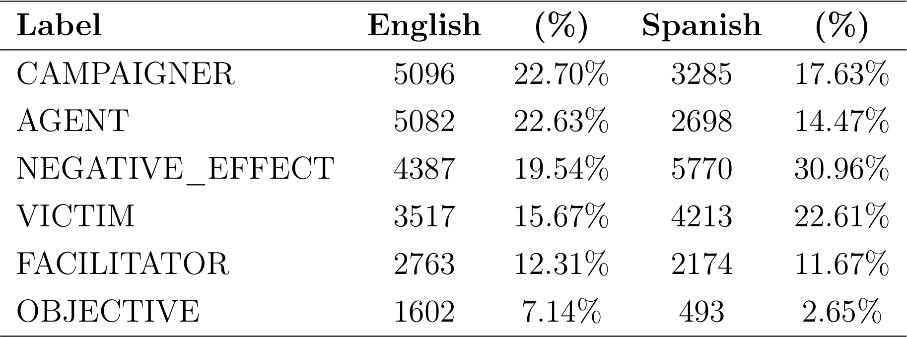 Label English (%) Spanish (%)
CAMPAIGNER 5096 22.70% 3285 17.63%
AGENT 5082 22.63% 2698 14.47%
NEGATIVE_EFFECT 4387 19.54% 5770 30.96%
VICTIM 3517 15.67% 4213 22.61%
FACILITATOR 2763 12.31% 2174 11.67%
OBJECTIVE 1602 7.14% 493 2.65%